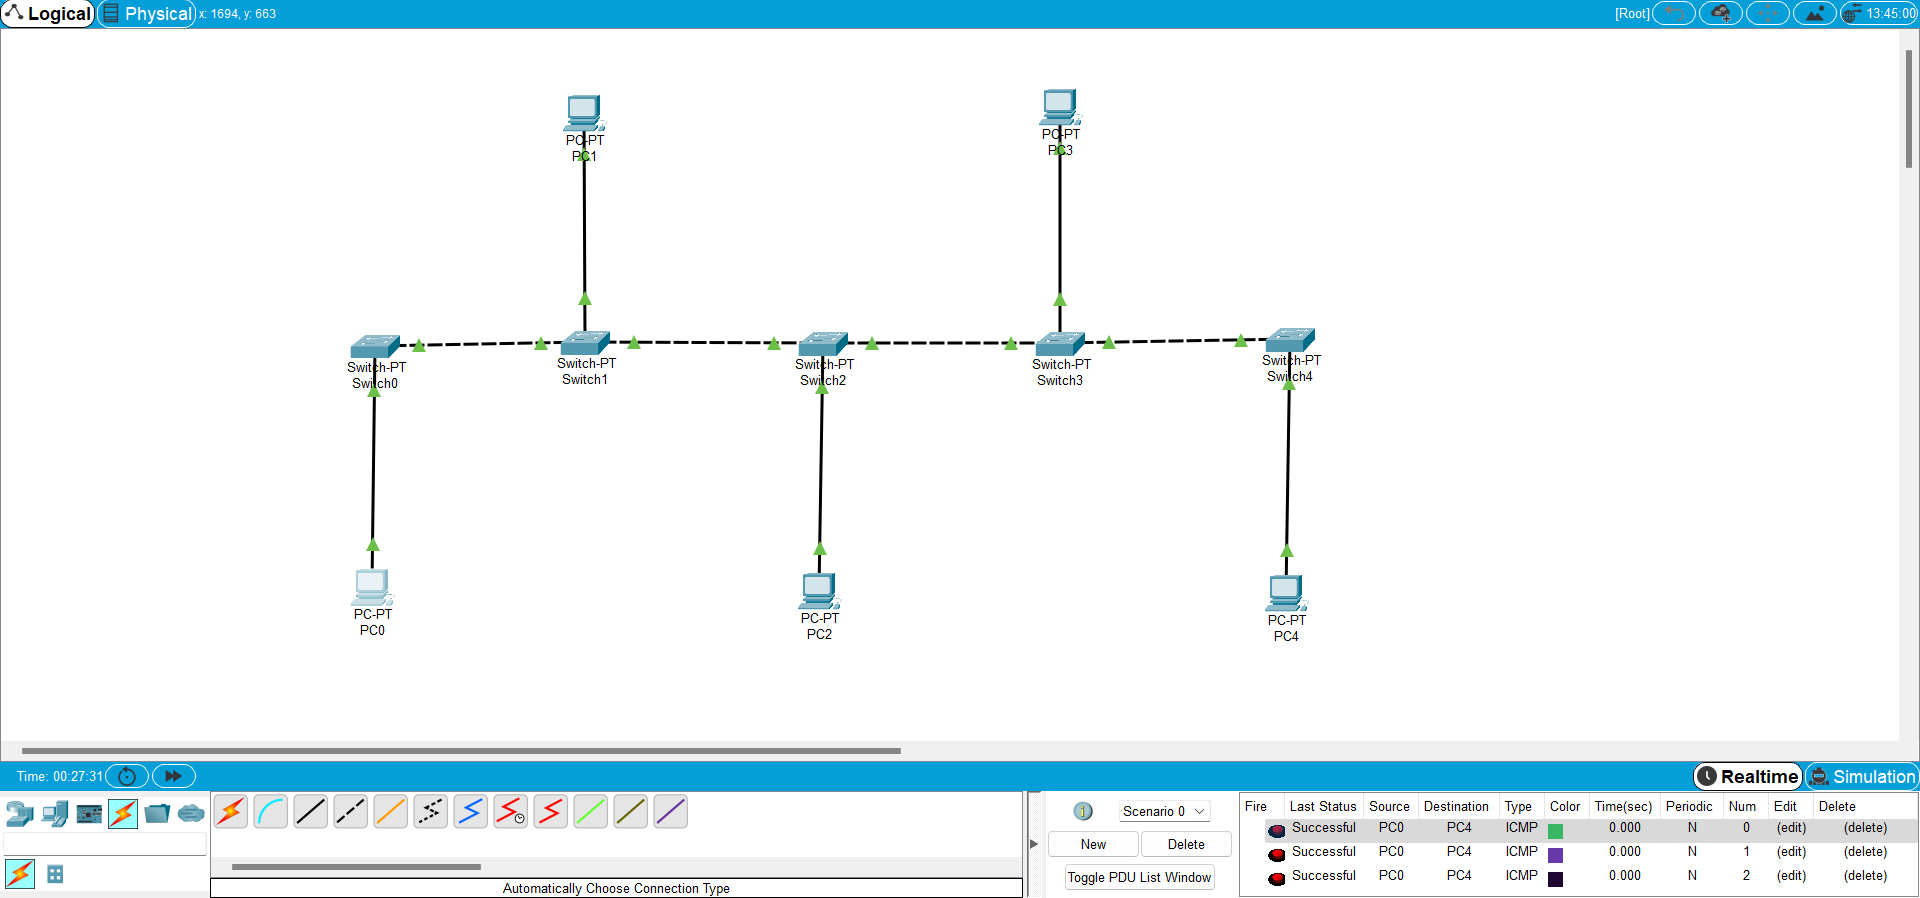 Logical Physical x: 1694, y: 663 [Root] 13:45:00
PC-PT
PC1
PC-PT
PC3
Switch-PT
Switch0
Switch-PT
Switch1
Switch-PT
Switch2
Switch-PT
Switch3
Switch-PT
Switch4
PC-PT
PC0
PC-PT
PC2
PC-PT
PC4
Time: 00:27:31 Realtime Simulation
Automatically Choose Connection Type
Scenario 0
New Delete
Toggle PDU List Window
Fire Last Status Source Destination Type Color Time(sec) Periodic Num Edit Delete
Successful PC0 PC4 ICMP 0.000 N 0 (edit) (delete)
Successful PC0 PC4 ICMP 0.000 N 1 (edit) (delete)
Successful PC0 PC4 ICMP 0.000 N 2 (edit) (delete)